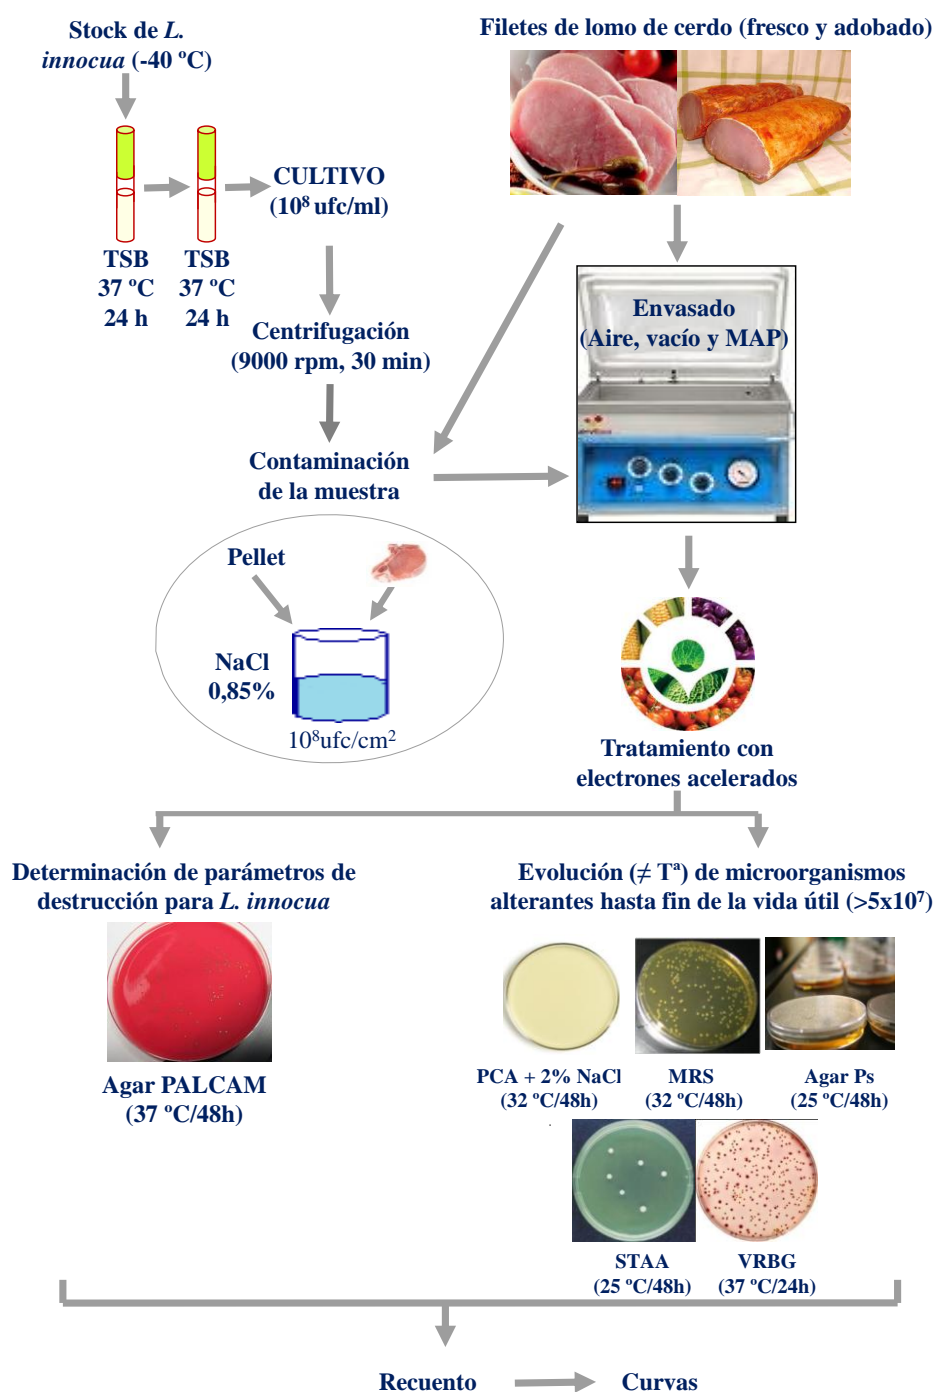 Stock de L.
innocua (-40 ºC)
Filetes de lomo de cerdo (fresco y adobado)
TSB
37 ºC
24 h
TSB
37 ºC
24 h
CULTIVO
(10⁸ ufc/ml)
Centrifugación
(9000 rpm, 30 min)
Contaminación
de la muestra
Envasado
(Aire, vacío y MAP)
Pellet
NaCl
0,85%
10⁸ufc/cm²
Tratamiento con
electrones acelerados
Determinación de parámetros de
destrucción para L. innocua
Agar PALCAM
(37 ºC/48h)
Evolución (≠ Tª) de microorganismos
alterantes hasta fin de la vida útil (>5x10⁷)
PCA + 2% NaCl
(32 ºC/48h)
MRS
(32 ºC/48h)
Agar Ps
(25 ºC/48h)
STAA
(25 ºC/48h)
VRBG
(37 ºC/24h)
Recuento
Curvas